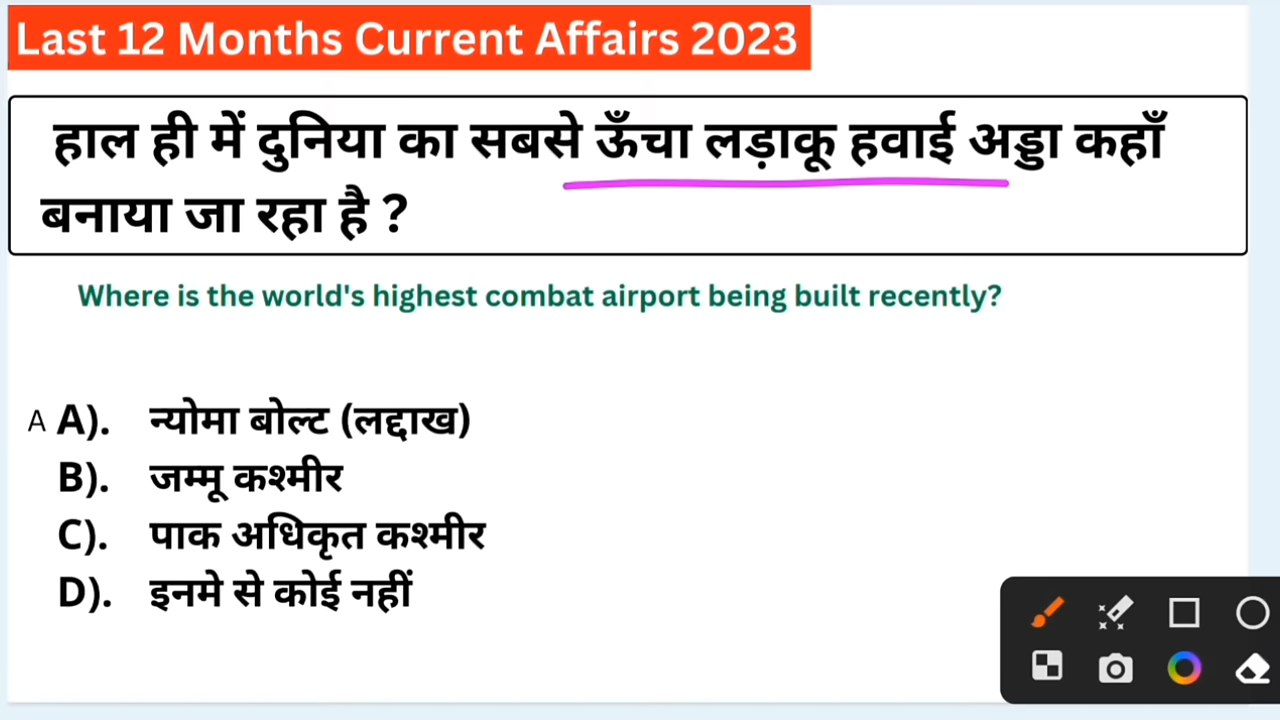 Last 12 Months Current Affairs 2023
हाल ही में दुनिया का सबसे ऊँचा लड़ाकू हवाई अड्डा कहाँ
बनाया जा रहा है ?
Where is the world's highest combat airport being built recently?
A A). न्योमा बोल्ट (लद्दाख)
B). जम्मू कश्मीर
C). पाक अधिकृत कश्मीर
D). इनमे से कोई नहीं